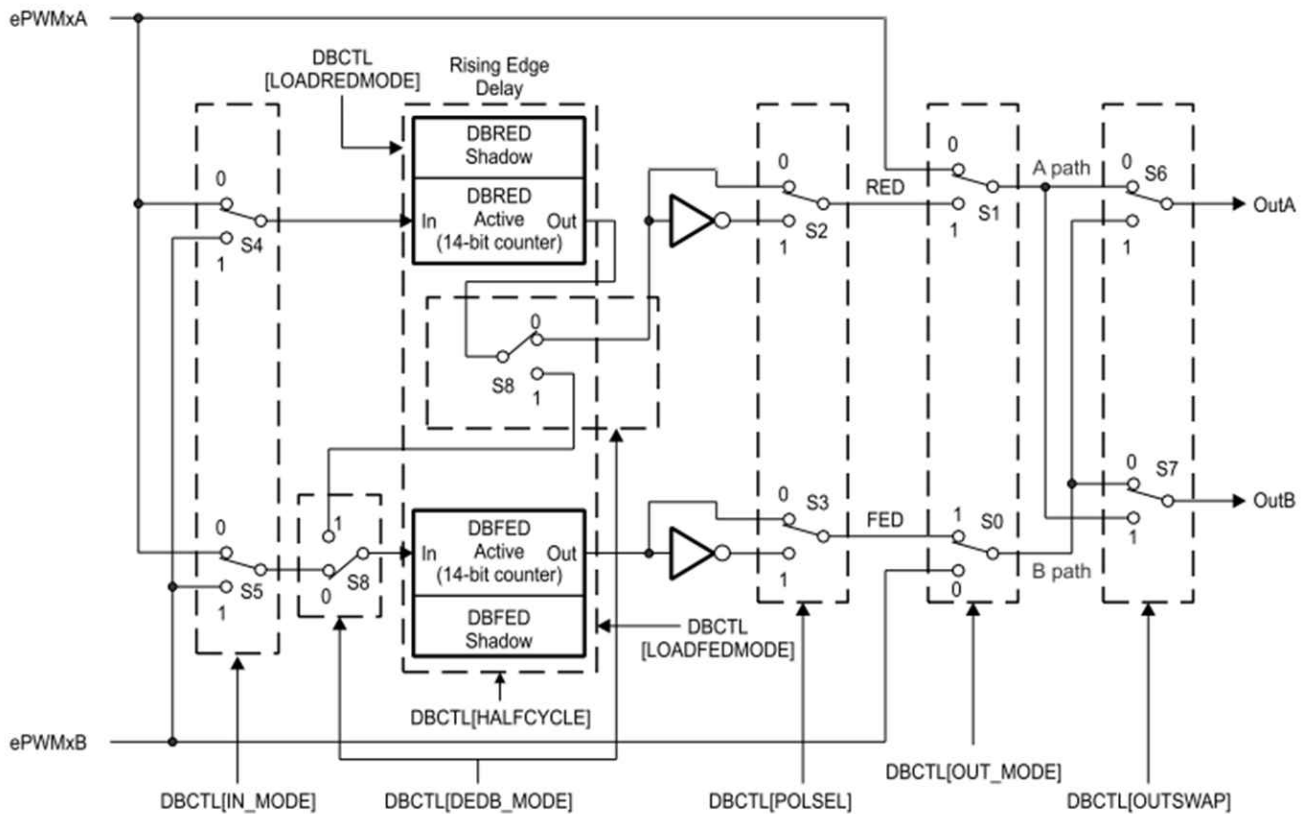 ePWMxA
DBCTL
[LOADREDMODE]
Rising Edge
Delay
DBRED
Shadow
DBRED
In
Active
Out
(14-bit counter)
0
S4
1
0
S8
1
0
S2
1
RED
0
S1
1
A path
0
S6
1
OutA
0
S5
1
1
S8
0
DBFED
In
Active
Out
(14-bit counter)
DBFED
Shadow
0
S3
1
FED
1
S0
0
B path
0
S7
1
OutB
DBCTL
[LOADFEDMODE]
DBCTL[HALFCYCLE]
ePWMxB
DBCTL[IN_MODE]
DBCTL[DEDB_MODE]
DBCTL[POLSEL]
DBCTL[OUT_MODE]
DBCTL[OUTSWAP]